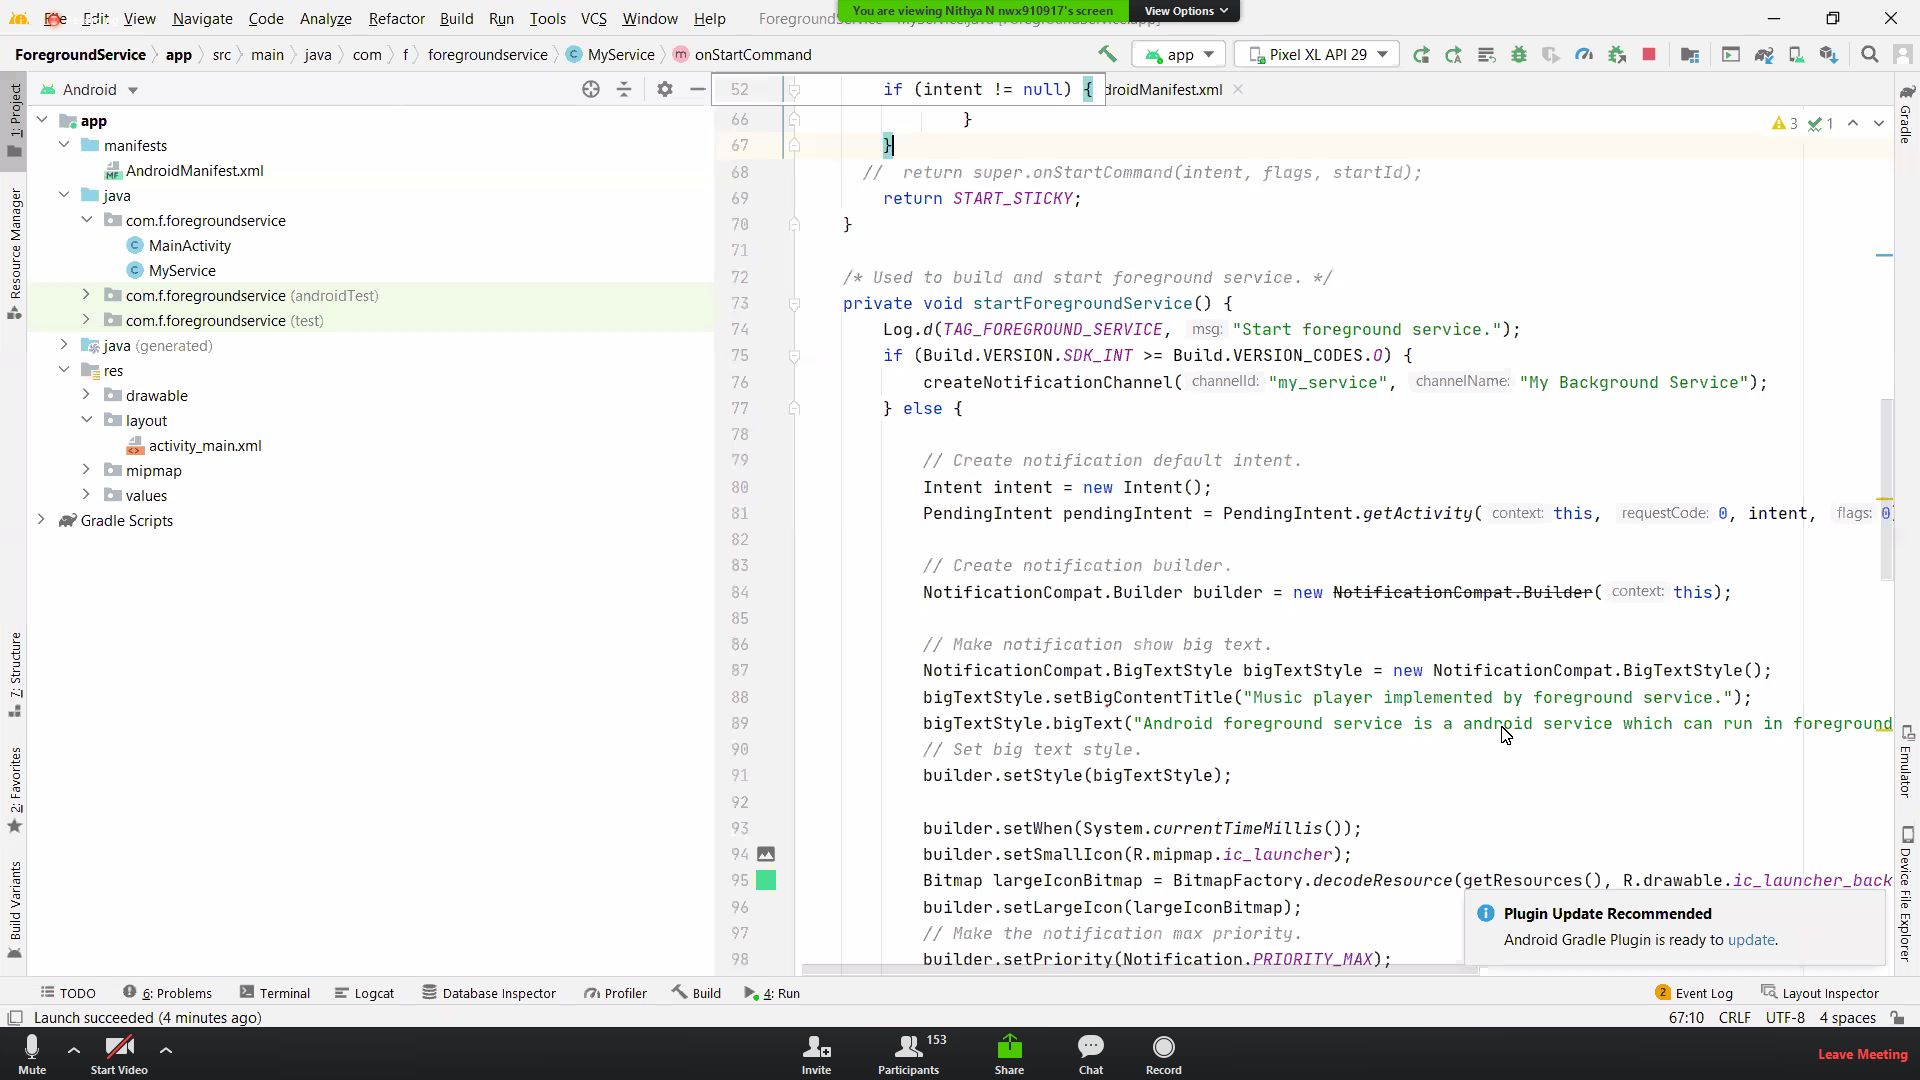 File Edit View Navigate Code Analyze Refactor Build Run Tools VCS Window Help
You are viewing Nithya N nwx910917's screen View Options
ForegroundService app src main java com f foregroundservice MyService onStartCommand app Pixel XL API 29
Android
1: Project
Resource Manager
7: Structure
2: Favorites
Build Variants
app
manifests
AndroidManifest.xml
java
com.f.foregroundservice
MainActivity
MyService
com.f.foregroundservice (androidTest)
com.f.foregroundservice (test)
java (generated)
res
drawable
layout
activity_main.xml
mipmap
values
Gradle Scripts
droidManifest.xml
3 1
52 if (intent != null) {
66 }
67 }
68 // return super.onStartCommand(intent, flags, startId);
69 return START_STICKY;
70 }
71
72 /* Used to build and start foreground service. */
73 private void startForegroundService() {
74 Log.d(TAG_FOREGROUND_SERVICE, msg: "Start foreground service.");
75 if (Build.VERSION.SDK_INT >= Build.VERSION_CODES.O) {
76 createNotificationChannel( channelId: "my_service", channelName: "My Background Service");
77 } else {
78
79 // Create notification default intent.
80 Intent intent = new Intent();
81 PendingIntent pendingIntent = PendingIntent.getActivity( context: this, requestCode: 0, intent, flags: 0
82
83 // Create notification builder.
84 NotificationCompat.Builder builder = new NotificationCompat.Builder( context: this);
85
86 // Make notification show big text.
87 NotificationCompat.BigTextStyle bigTextStyle = new NotificationCompat.BigTextStyle();
88 bigTextStyle.setBigContentTitle("Music player implemented by foreground service.");
89 bigTextStyle.bigText("Android foreground service is a android service which can run in foreground
90 // Set big text style.
91 builder.setStyle(bigTextStyle);
92
93 builder.setWhen(System.currentTimeMillis());
94 builder.setSmallIcon(R.mipmap.ic_launcher);
95 Bitmap largeIconBitmap = BitmapFactory.decodeResource(getResources(), R.drawable.ic_launcher_back
96 builder.setLargeIcon(largeIconBitmap);
97 // Make the notification max priority.
98 builder.setPriority(Notification.PRIORITY_MAX);
Plugin Update Recommended
Android Gradle Plugin is ready to update.
Gradle
Emulator
Device File Explorer
TODO 6: Problems Terminal Logcat Database Inspector Profiler Build 4: Run 2 Event Log Layout Inspector
Launch succeeded (4 minutes ago) 67:10 CRLF UTF-8 4 spaces
Mute Start Video Invite Participants 153 Share Chat Record Leave Meeting